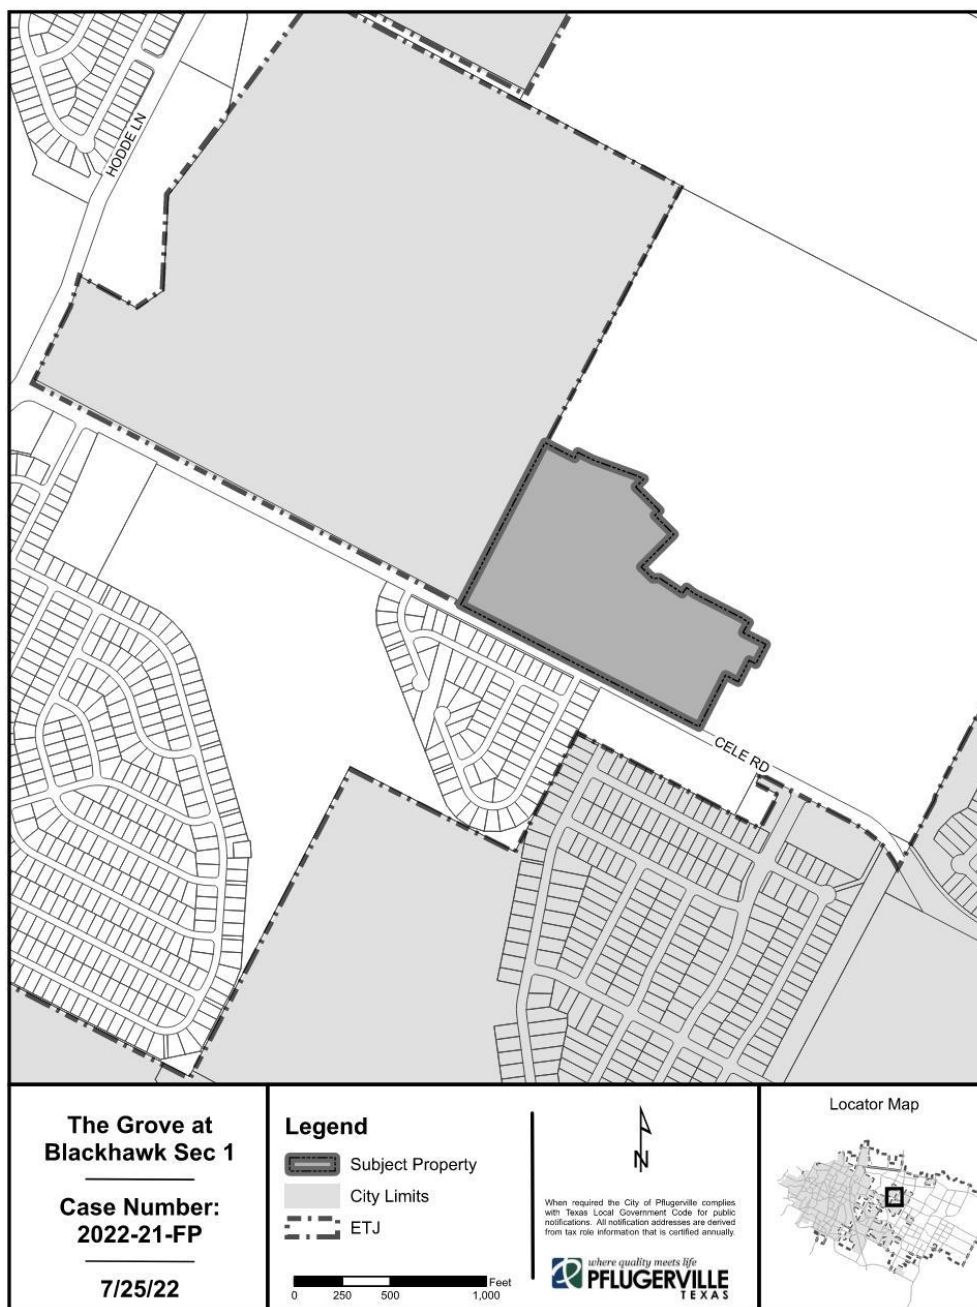 HODDE LN
CELE RD
The Grove at
Blackhawk Sec 1
Case Number:
2022-21-FP
7/25/22
Legend
Subject Property
City Limits
ETJ
Feet
0 250 500 1,000
N
When required the City of Pflugerville complies
with Texas Local Government Code for public
notifications. All notification addresses are derived
from tax role information that is certified annually.
where quality meets life
PFLUGERVILLE
TEXAS
Locator Map